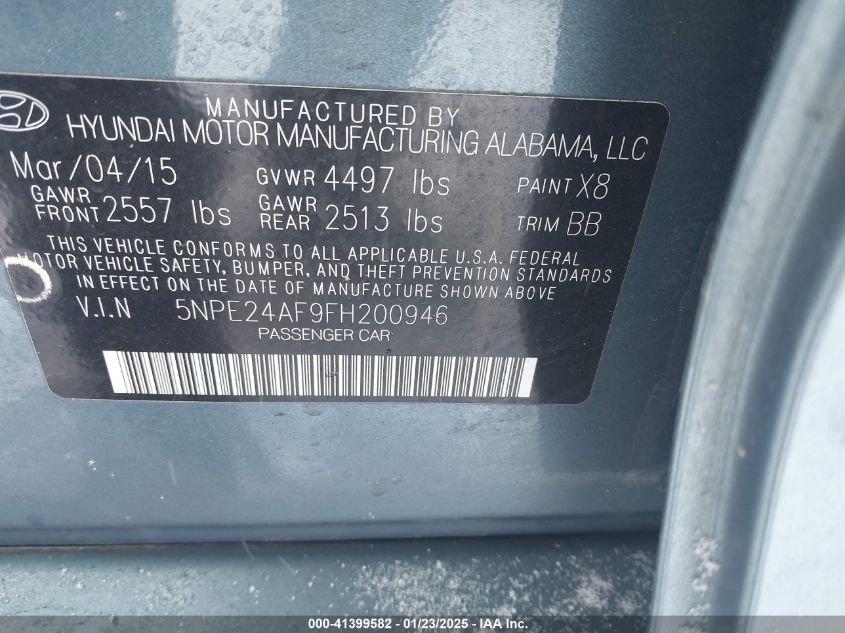 MANUFACTURED BY
HYUNDAI MOTOR MANUFACTURING ALABAMA, LLC
Mar/04/15 GVWR 4497 lbs PAINT X8
GAWR FRONT 2557 lbs GAWR REAR 2513 lbs TRIM BB
THIS VEHICLE CONFORMS TO ALL APPLICABLE U.S.A. FEDERAL
MOTOR VEHICLE SAFETY, BUMPER, AND THEFT PREVENTION STANDARDS
IN EFFECT ON THE DATE OF MANUFACTURE SHOWN ABOVE.
V.I.N 5NPE24AF9FH200946
PASSENGER CAR
000-41399582 - 01/23/2025 - IAA Inc.